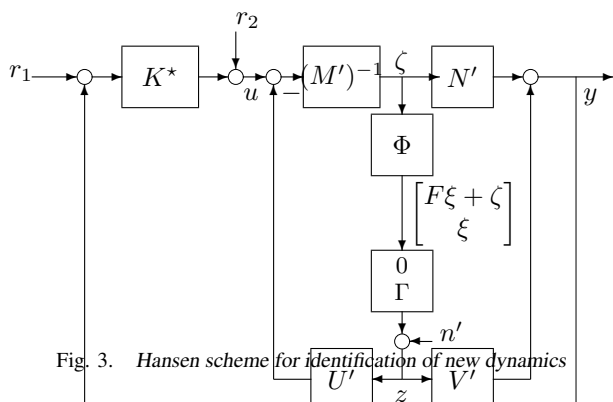 r₂
r₁ K⋆ u − (M′)⁻¹ ζ N′ y
Φ
[Fξ + ζ
ξ]
0
Γ
n′
Fig. 3. Hansen scheme for identification of new dynamics
U′ z V′